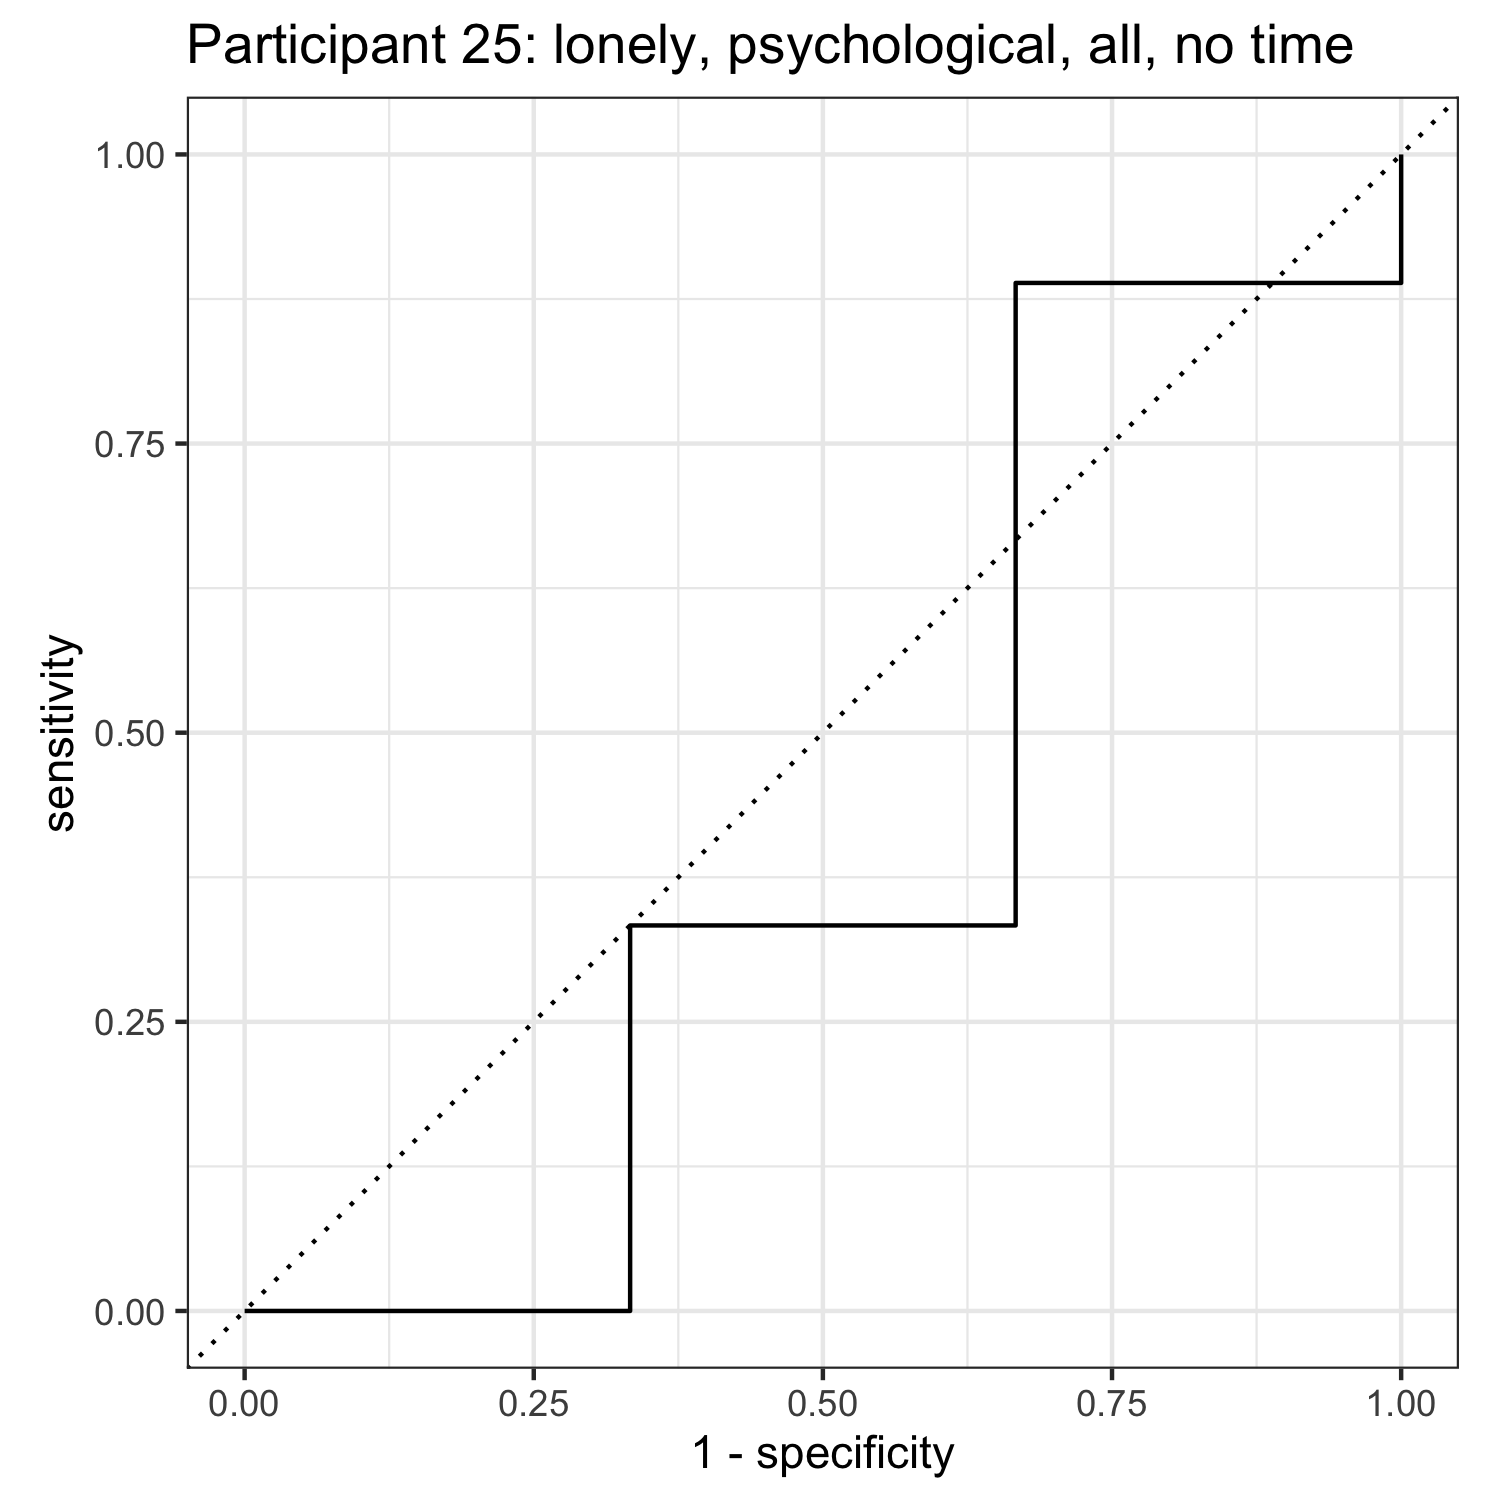 Participant 25: lonely, psychological, all, no time
1.00
0.75
0.50
0.25
0.00
sensitivity
0.00 0.25 0.50 0.75 1.00
1 - specificity